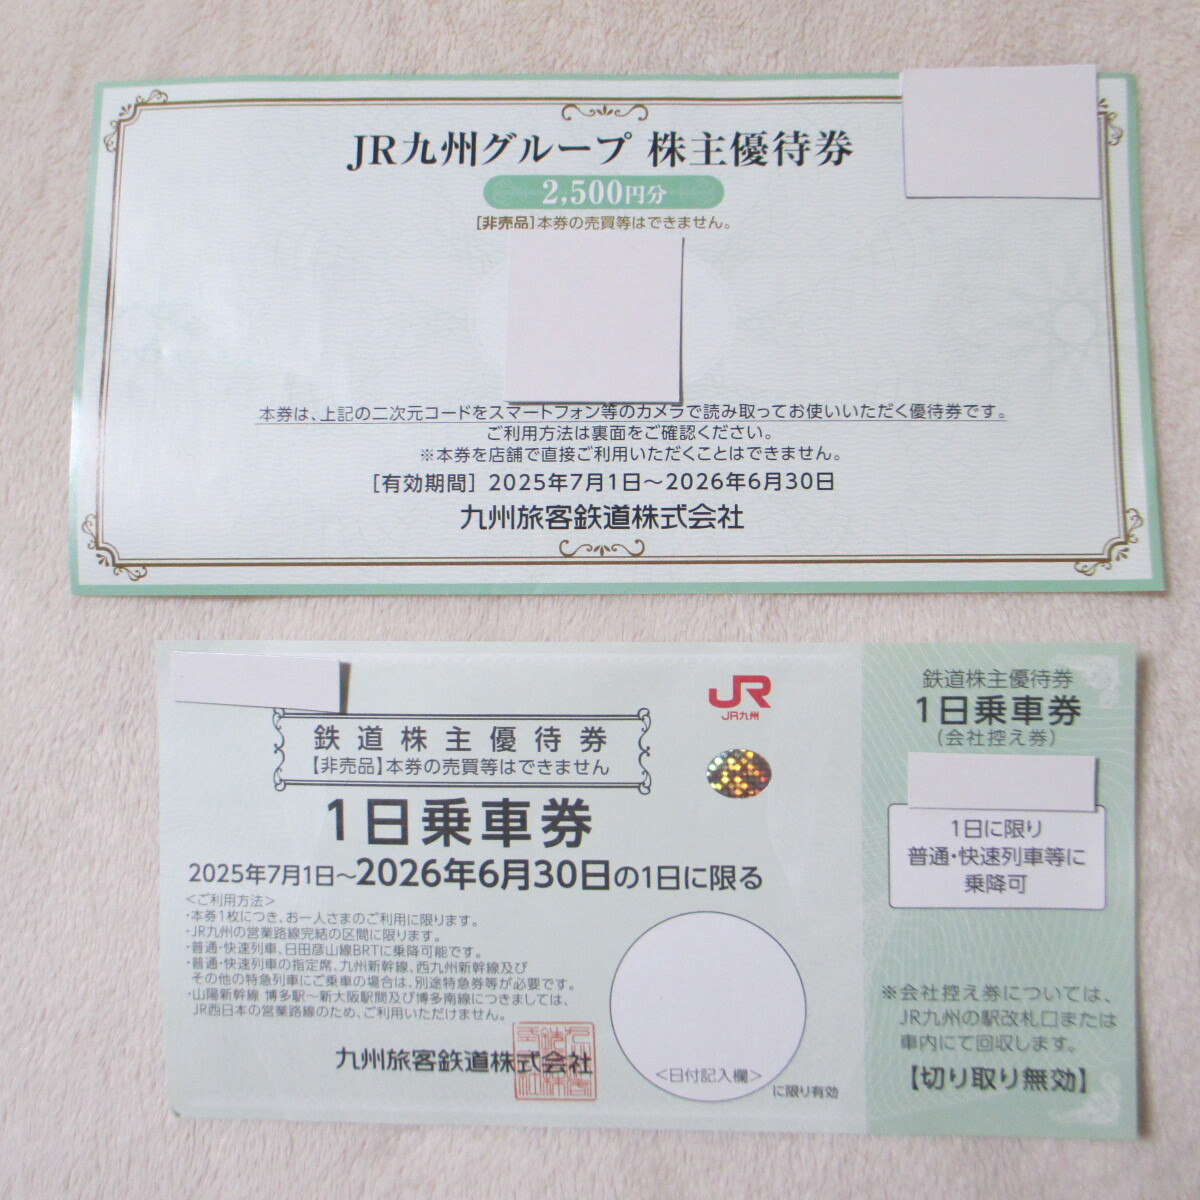 JR九州グループ 株主優待券
2,500円分
[非売品]本券の売買等はできません。
本券は、上記の二次元コードをスマートフォン等のカメラで読み取ってお使いいただく優待券です。
ご利用方法は裏面をご確認ください。
※本券を店舗で直接ご利用いただくことはできません。
[有効期間] 2025年7月1日～2026年6月30日
九州旅客鉄道株式会社
JR
JR九州
鉄道株主優待券
【非売品】本券の売買等はできません
1日乗車券
2025年7月1日～2026年6月30日の1日に限る
＜ご利用方法＞
・本券1枚につき、お一人さまのご利用に限ります。
・JR九州の営業路線完結の区間に限ります。
・普通・快速列車、日田彦山線BRTに乗降可能です。
・普通・快速列車の指定席、九州新幹線、西九州新幹線及び
その他の特急列車にご乗車の場合は、別途特急券等が必要です。
・山陽新幹線 博多駅～新大阪駅間及び博多南線につきましては、
JR西日本の営業路線のため、ご利用いただけません。
九州旅客鉄道株式会社
＜日付記入欄＞
に限り有効
鉄道株主優待券
1日乗車券
(会社控え券)
1日に限り
普通・快速列車等に
乗降可
※会社控え券については、
JR九州の駅改札口または
車内にて回収します。
【切り取り無効】